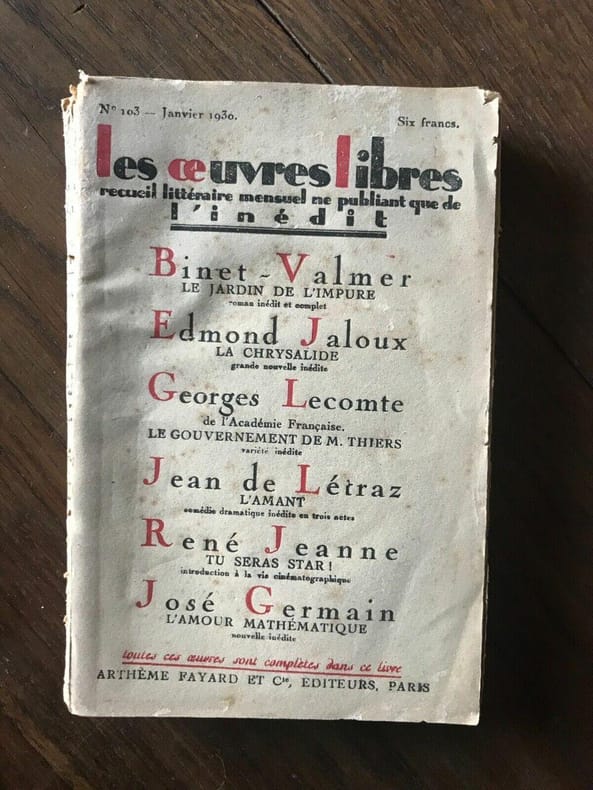 Nº 103 — Janvier 1930.
Six francs.
les œuvres libres
recueil littéraire mensuel ne publiant que de
l'inédit
Binet-Valmer
LE JARDIN DE L'IMPURE
roman inédit et complet
Edmond Jaloux
LA CHRYSALIDE
grande nouvelle inédite
Georges Lecomte
de l'Académie Française.
LE GOUVERNEMENT DE M. THIERS
variété inédite
Jean de Létraz
L'AMANT
comédie dramatique inédite en trois actes
René Jeanne
TU SERAS STAR !
introduction à la vie cinématographique
José Germain
L'AMOUR MATHÉMATIQUE
nouvelle inédite
toutes ces œuvres sont complètes dans ce livre
ARTHÈME FAYARD ET Cie, EDITEURS, PARIS